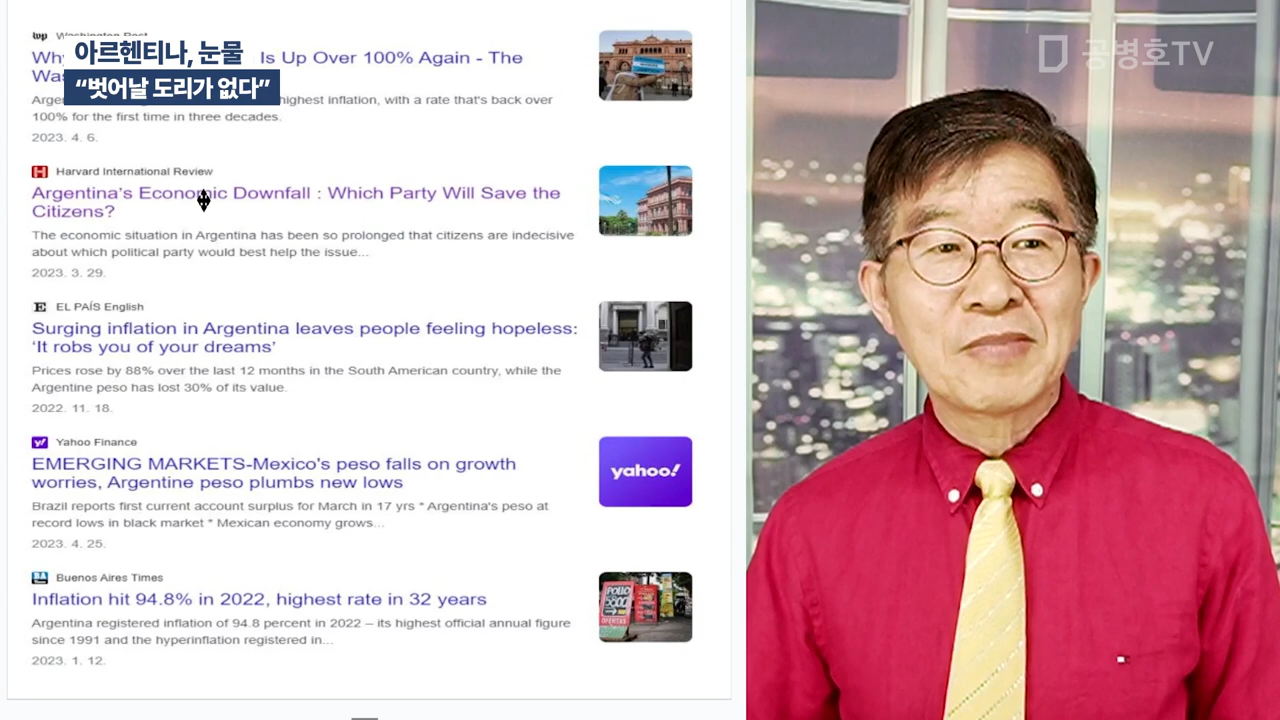 공병호TV
아르헨티나, 눈물
“벗어날 도리가 없다”
Washington Post
Why Is Up Over 100% Again - The
Was
Arge highest inflation, with a rate that's back over
100% for the first time in three decades.
2023. 4. 6.
Harvard International Review
Argentina's Economic Downfall : Which Party Will Save the
Citizens?
The economic situation in Argentina has been so prolonged that citizens are indecisive
about which political party would best help the issue...
2023. 3. 29.
EL PAÍS English
Surging inflation in Argentina leaves people feeling hopeless:
‘It robs you of your dreams’
Prices rose by 88% over the last 12 months in the South American country, while the
Argentine peso has lost 30% of its value.
2022. 11. 18.
Yahoo Finance
EMERGING MARKETS-Mexico's peso falls on growth
worries, Argentine peso plumbs new lows
Brazil reports first current account surplus for March in 17 yrs * Argentina's peso at
record lows in black market * Mexican economy grows...
2023. 4. 25.
yahoo!
Buenos Aires Times
Inflation hit 94.8% in 2022, highest rate in 32 years
Argentina registered inflation of 94.8 percent in 2022 – its highest official annual figure
since 1991 and the hyperinflation registered in...
2023. 1. 12.
POLLO